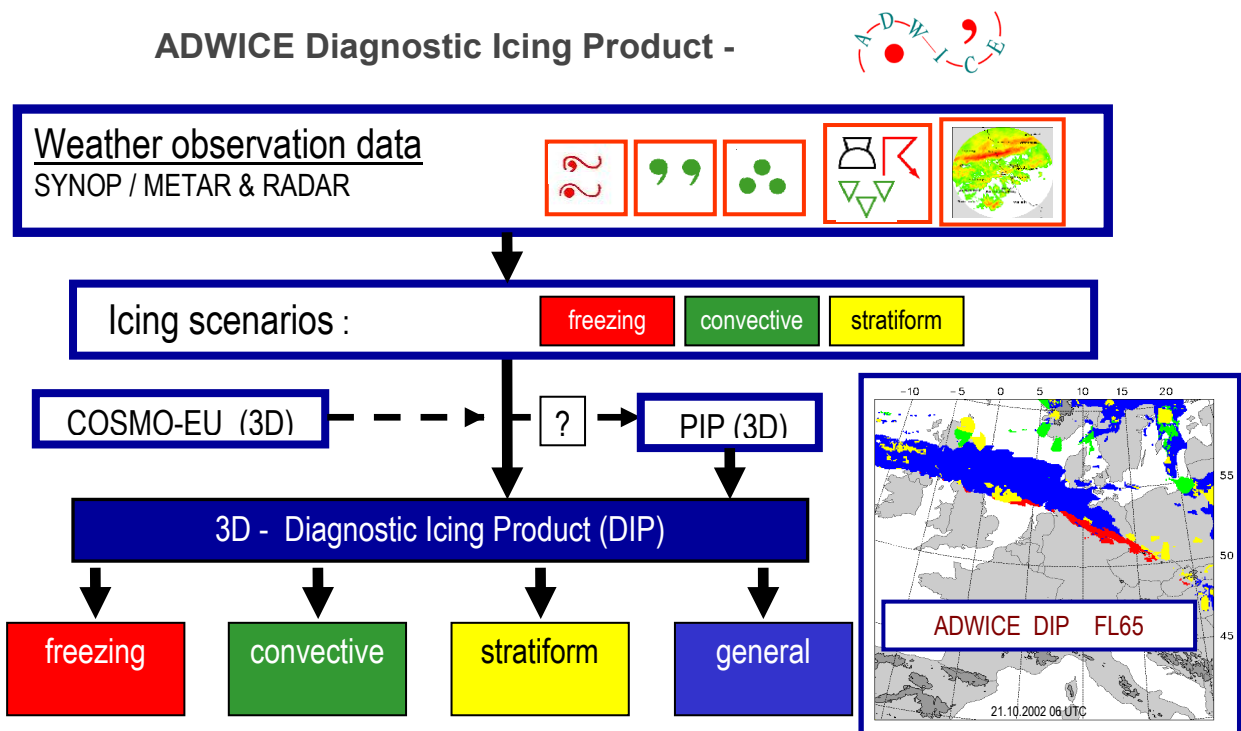 ADWICE Diagnostic Icing Product -
ADWICE
Weather observation data
SYNOP / METAR & RADAR
Icing scenarios :
freezing
convective
stratiform
COSMO-EU (3D)
?
PIP (3D)
3D - Diagnostic Icing Product (DIP)
freezing
convective
stratiform
general
-10 -5 0 5 10 15 20
55
50
45
ADWICE DIP FL65
21.10.2002 06 UTC